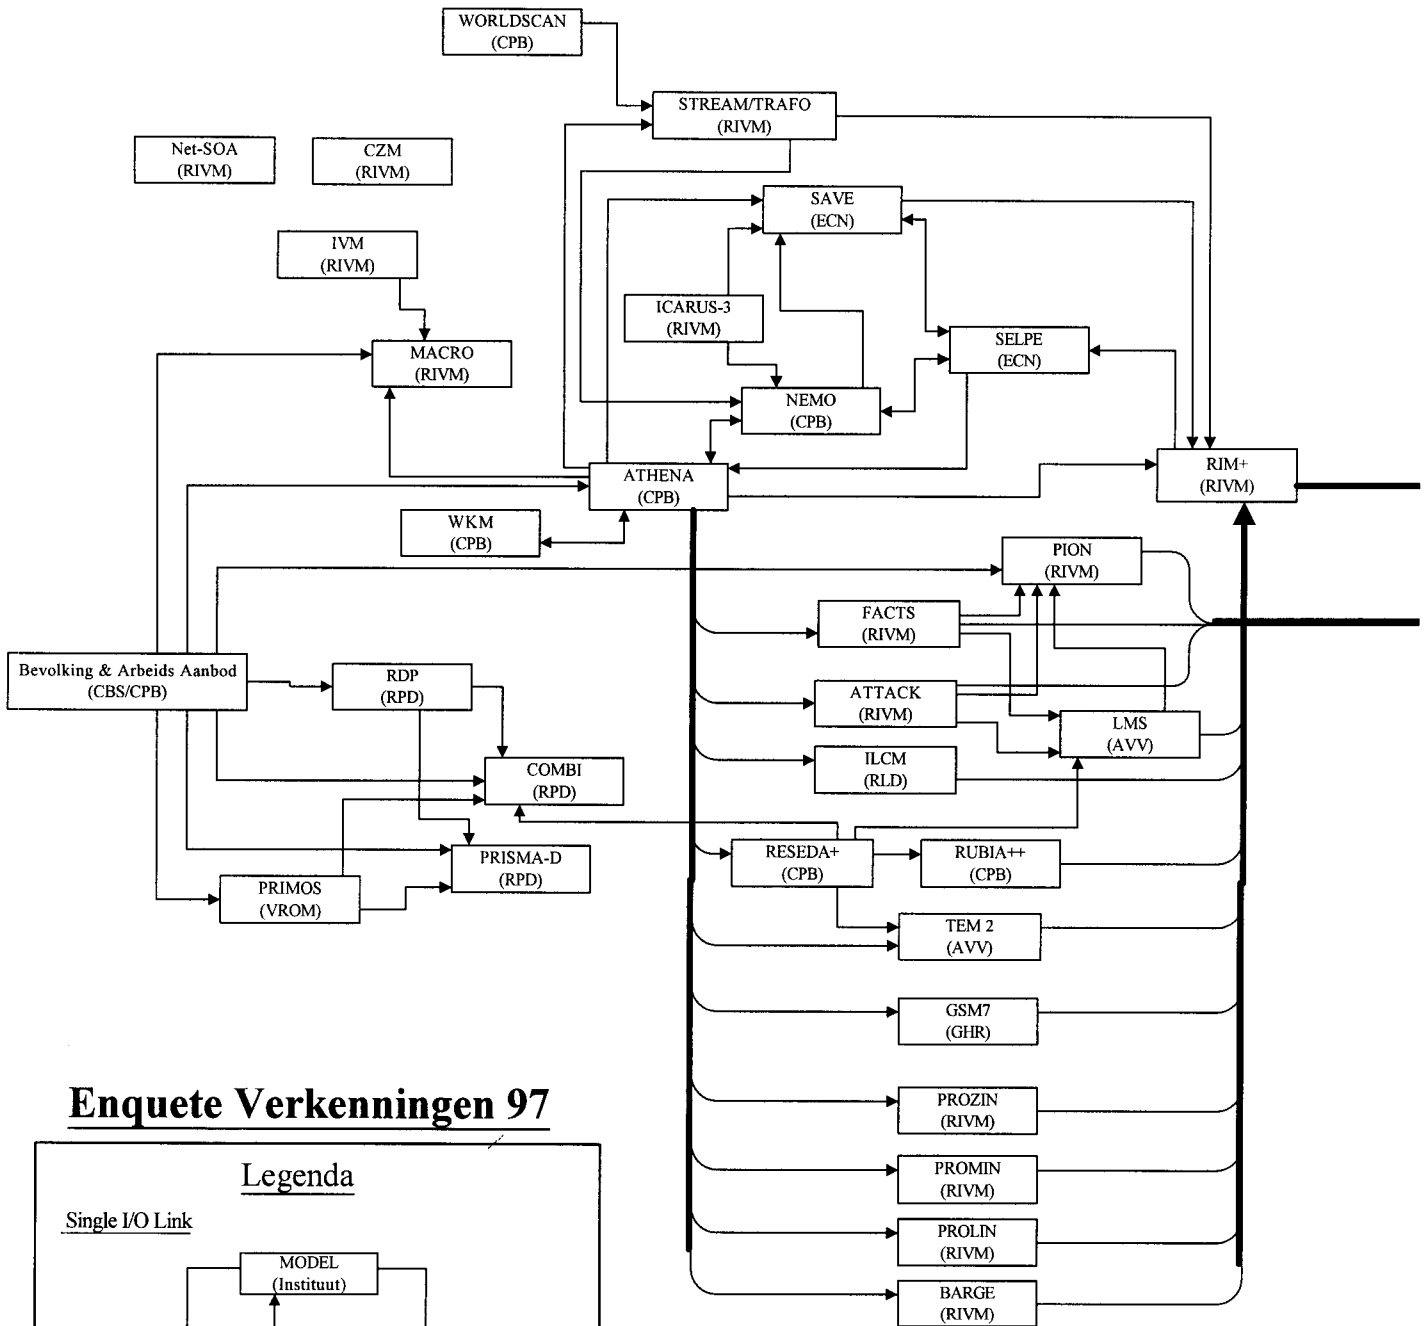 WORLDSCAN
(CPB)
STREAM/TRAFO
(RIVM)
Net-SOA
(RIVM)
CZM
(RIVM)
SAVE
(ECN)
IVM
(RIVM)
ICARUS-3
(RIVM)
SELPE
(ECN)
MACRO
(RIVM)
NEMO
(CPB)
ATHENA
(CPB)
RIM+
(RIVM)
WKM
(CPB)
PION
(RIVM)
FACTS
(RIVM)
Bevolking & Arbeids Aanbod
(CBS/CPB)
RDP
(RPD)
ATTACK
(RIVM)
LMS
(AVV)
ILCM
(RLD)
COMBI
(RPD)
RESEDA+
(CPB)
RUBIA++
(CPB)
PRISMA-D
(RPD)
PRIMOS
(VROM)
TEM 2
(AVV)
GSM7
(GHR)
PROZIN
(RIVM)
PROMIN
(RIVM)
PROLIN
(RIVM)
BARGE
(RIVM)
Enquete Verkenningen 97
Legenda
Single I/O Link
MODEL
(Instituut)